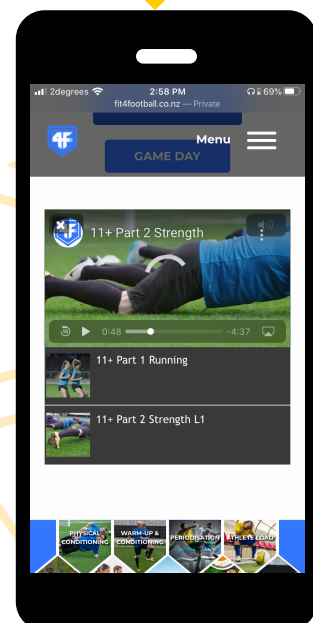 2degrees 2:58 PM 69%
fit4football.co.nz — Private
4F
Menu
GAME DAY
11+ Part 2 Strength
15 0:48 -4:37
11+ Part 1 Running
11+ Part 2 Strength L1
PHYSICAL
CONDITIONING
WARM-UP &
CONDITIONING
PERIODISATION
ATHLETE LOAD